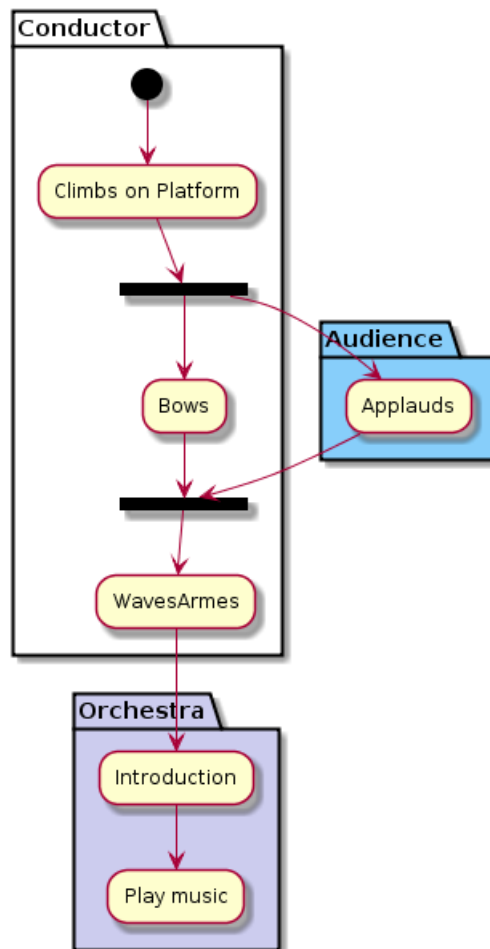 Conductor
Climbs on Platform
Audience
Bows
Applauds
WavesArmes
Orchestra
Introduction
Play music